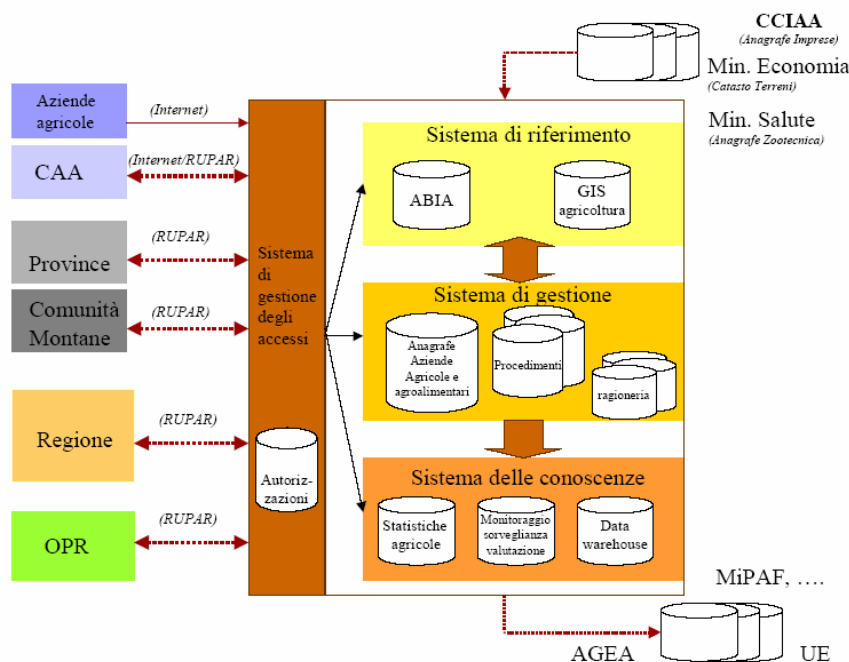 CCIAA
(Anagrafe Imprese)
Min. Economia
(Catasto Terreni)
Min. Salute
(Anagrafe Zootecnica)
Aziende
agricole
(Internet)
CAA
(Internet/RUPAR)
Province
(RUPAR)
Comunità
Montane
(RUPAR)
Regione
(RUPAR)
OPR
(RUPAR)
Sistema
di
gestione
degli
accessi
Autoriz-
zazioni
Sistema di riferimento
ABIA
GIS
agricoltura
Sistema di gestione
Anagrafe
Aziende
Agricole e
agroalimentari
Procedimenti
ragioneria
Sistema delle conoscenze
Statistiche
agricole
Monitoraggio
sorveglianza
valutazione
Data
warehouse
MiPAF, ….
AGEA
UE